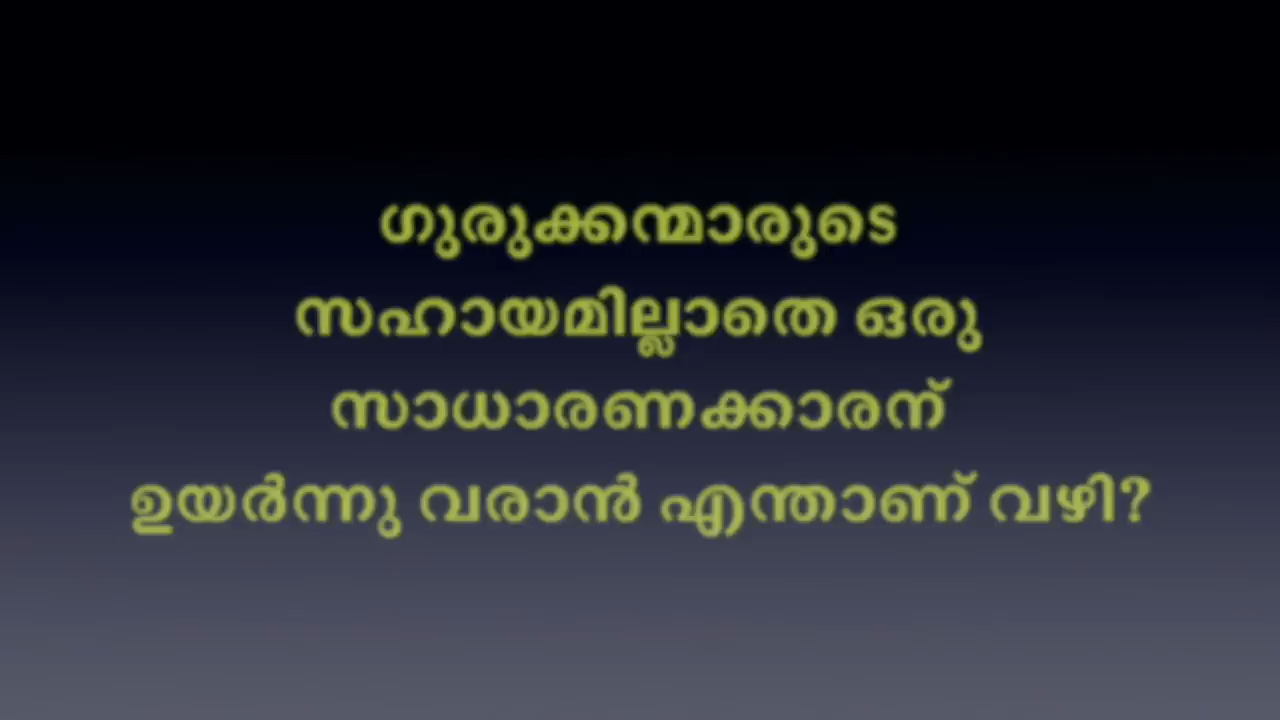 ഗുരുക്കന്മാരുടെ
സഹായമില്ലാതെ ഒരു
സാധാരണക്കാരന്
ഉയർന്നു വരാൻ എന്താണ് വഴി?